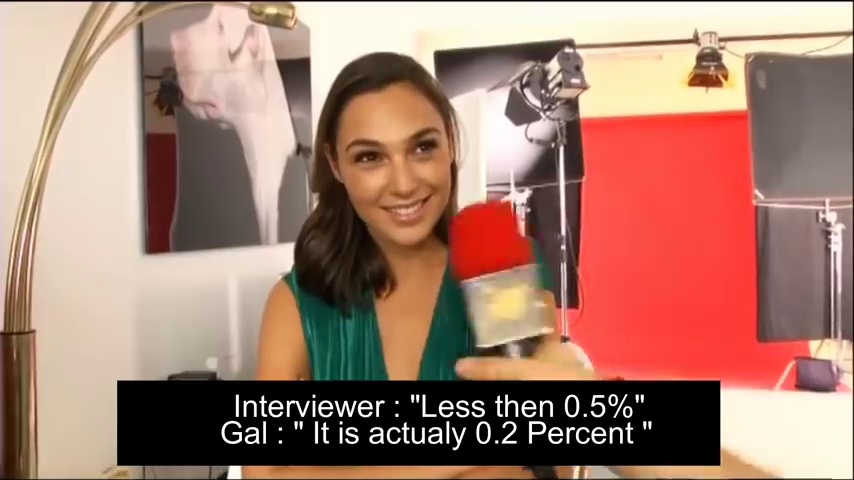 Interviewer : "Less then 0.5%"
Gal : " It is actualy 0.2 Percent "